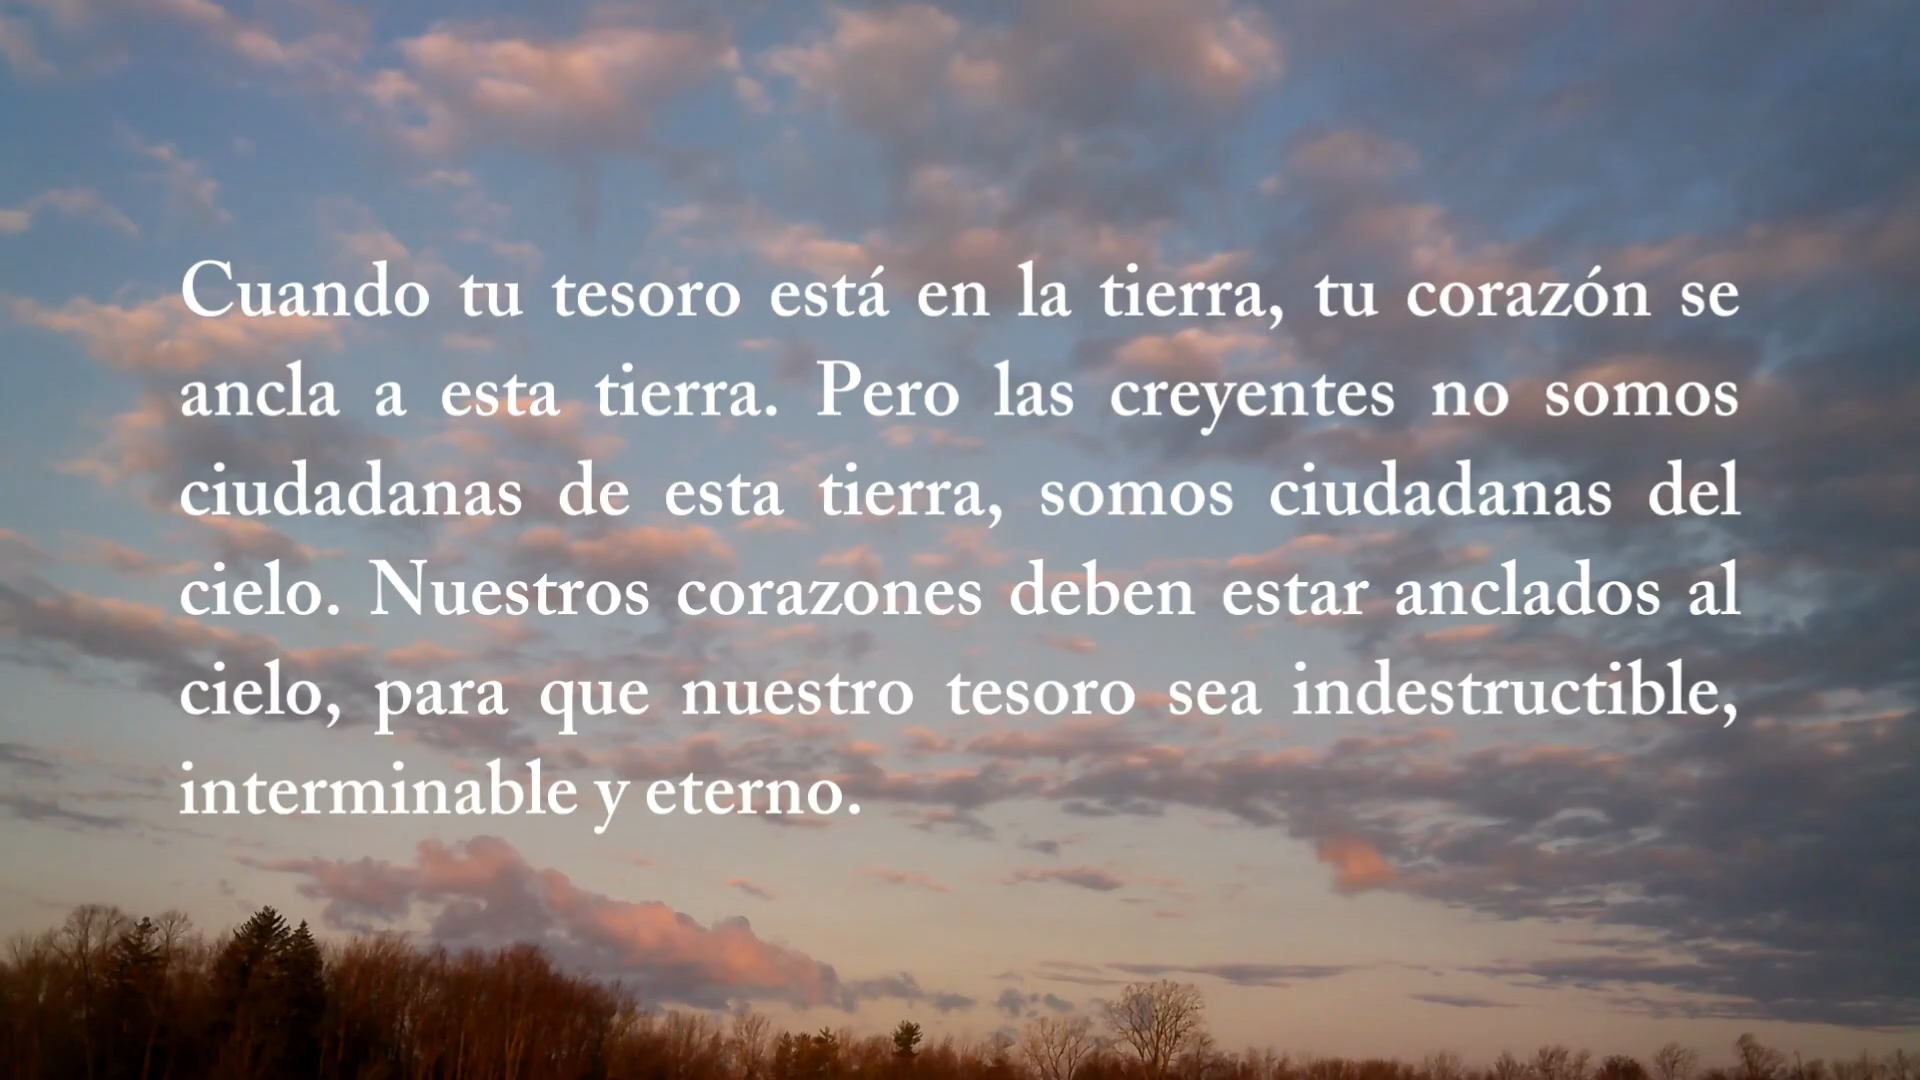 Cuando tu tesoro está en la tierra, tu corazón se
ancla a esta tierra. Pero las creyentes no somos
ciudadanas de esta tierra, somos ciudadanas del
cielo. Nuestros corazones deben estar anclados al
cielo, para que nuestro tesoro sea indestructible,
interminable y eterno.